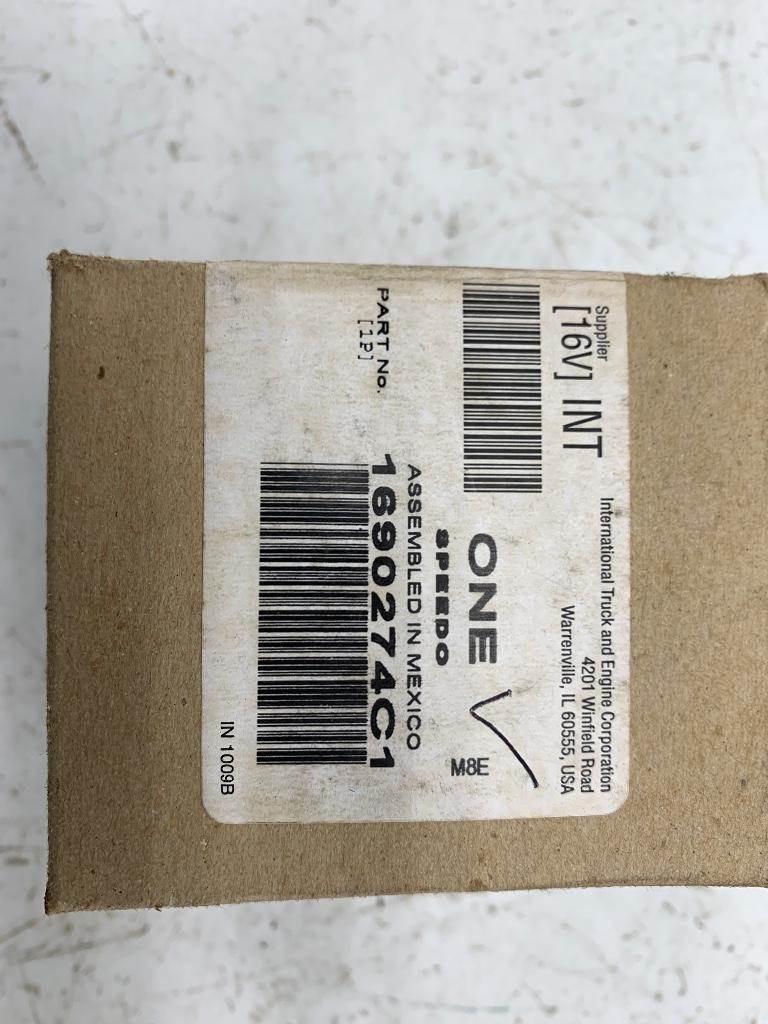 Supplier
[16V] INT
International Truck and Engine Corporation
4201 Winfield Road
Warrenville, IL 60555, USA
ONE
M8E
SPEEDO
ASSEMBLED IN MEXICO
PART No.
[1P]
1690274C1
IN 1009B